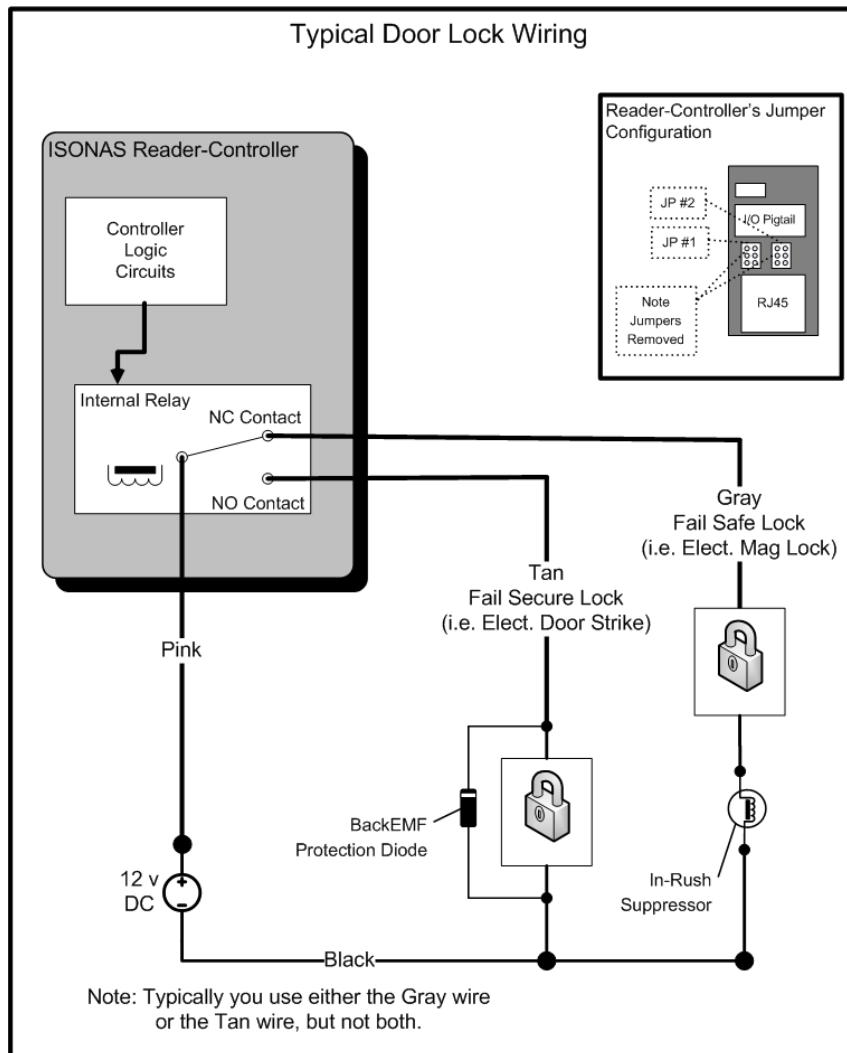 Typical Door Lock Wiring
Reader-Controller's Jumper
Configuration
JP #2
I/O Pigtail
JP #1
Note
Jumpers
Removed
RJ45
ISONAS Reader-Controller
Controller
Logic
Circuits
Internal Relay
NC Contact
NO Contact
Gray
Fail Safe Lock
(i.e. Elect. Mag Lock)
Tan
Fail Secure Lock
(i.e. Elect. Door Strike)
Pink
BackEMF
Protection Diode
In-Rush
Suppressor
12 v
DC
+
−
Black
Note: Typically you use either the Gray wire
or the Tan wire, but not both.